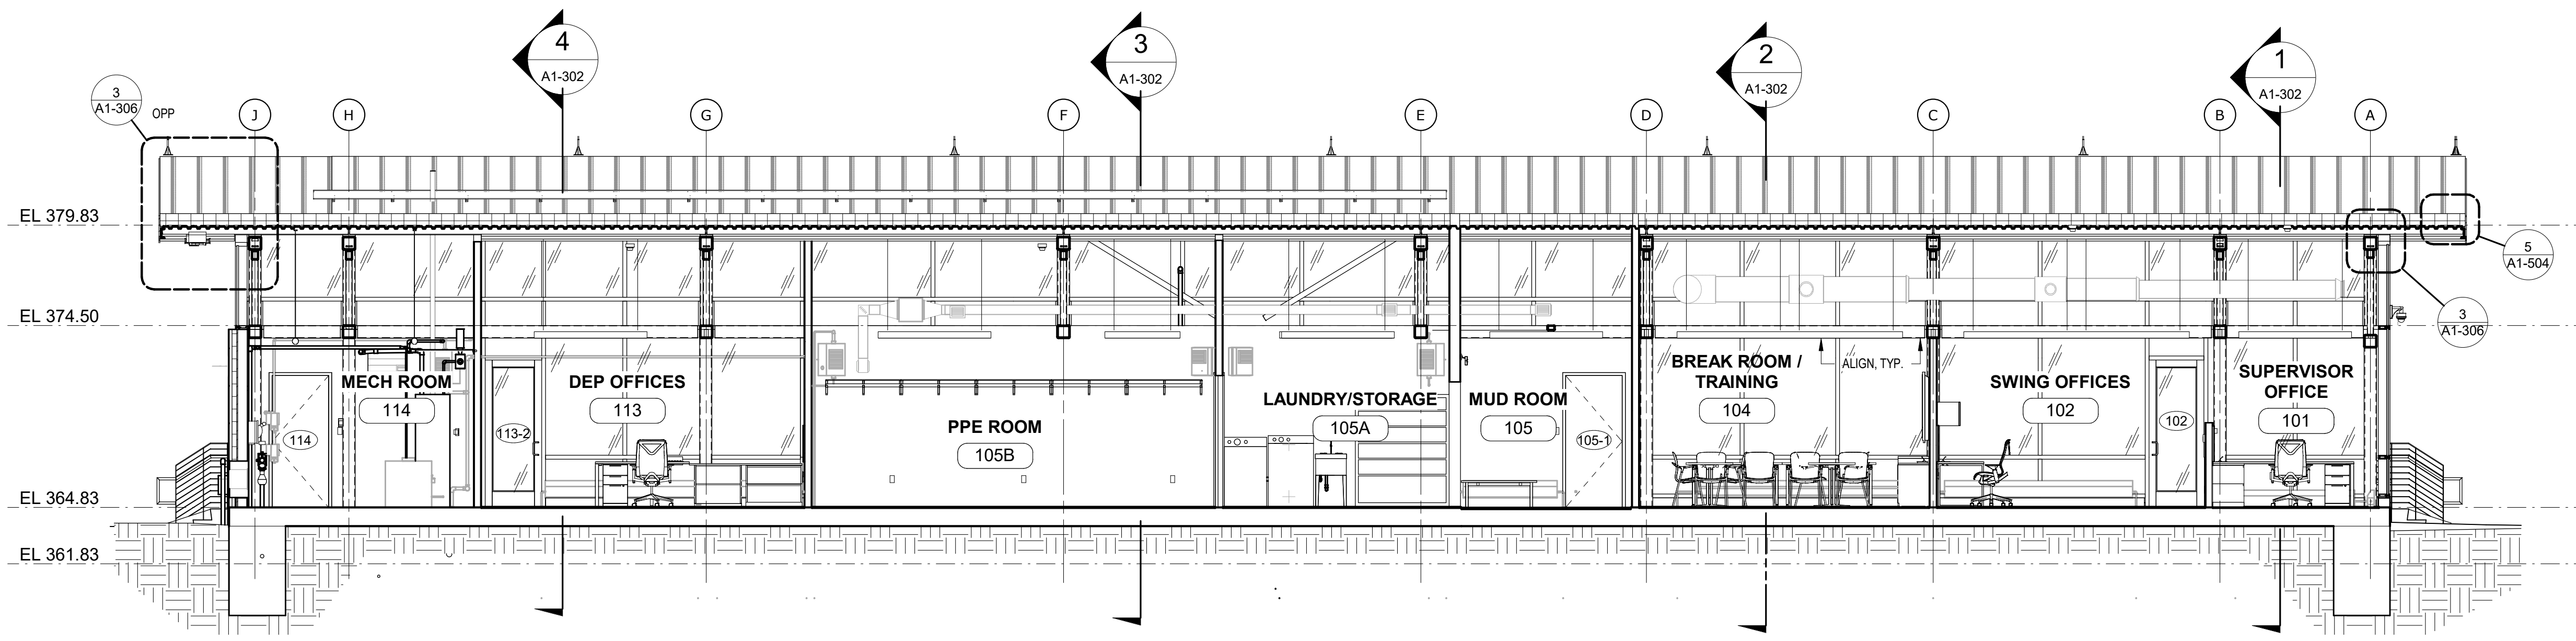 4
A1-302
3
A1-302
2
A1-302
1
A1-302
3
A1-306
OPP
J
H
G
F
E
D
C
B
A
EL 379.83
5
A1-504
EL 374.50
3
A1-306
MECH ROOM
114
DEP OFFICES
113
PPE ROOM
105B
LAUNDRY/STORAGE
105A
MUD ROOM
105
BREAK ROOM /
TRAINING
104
ALIGN, TYP.
SWING OFFICES
102
SUPERVISOR
OFFICE
101
114
113-2
105-1
102
EL 364.83
EL 361.83